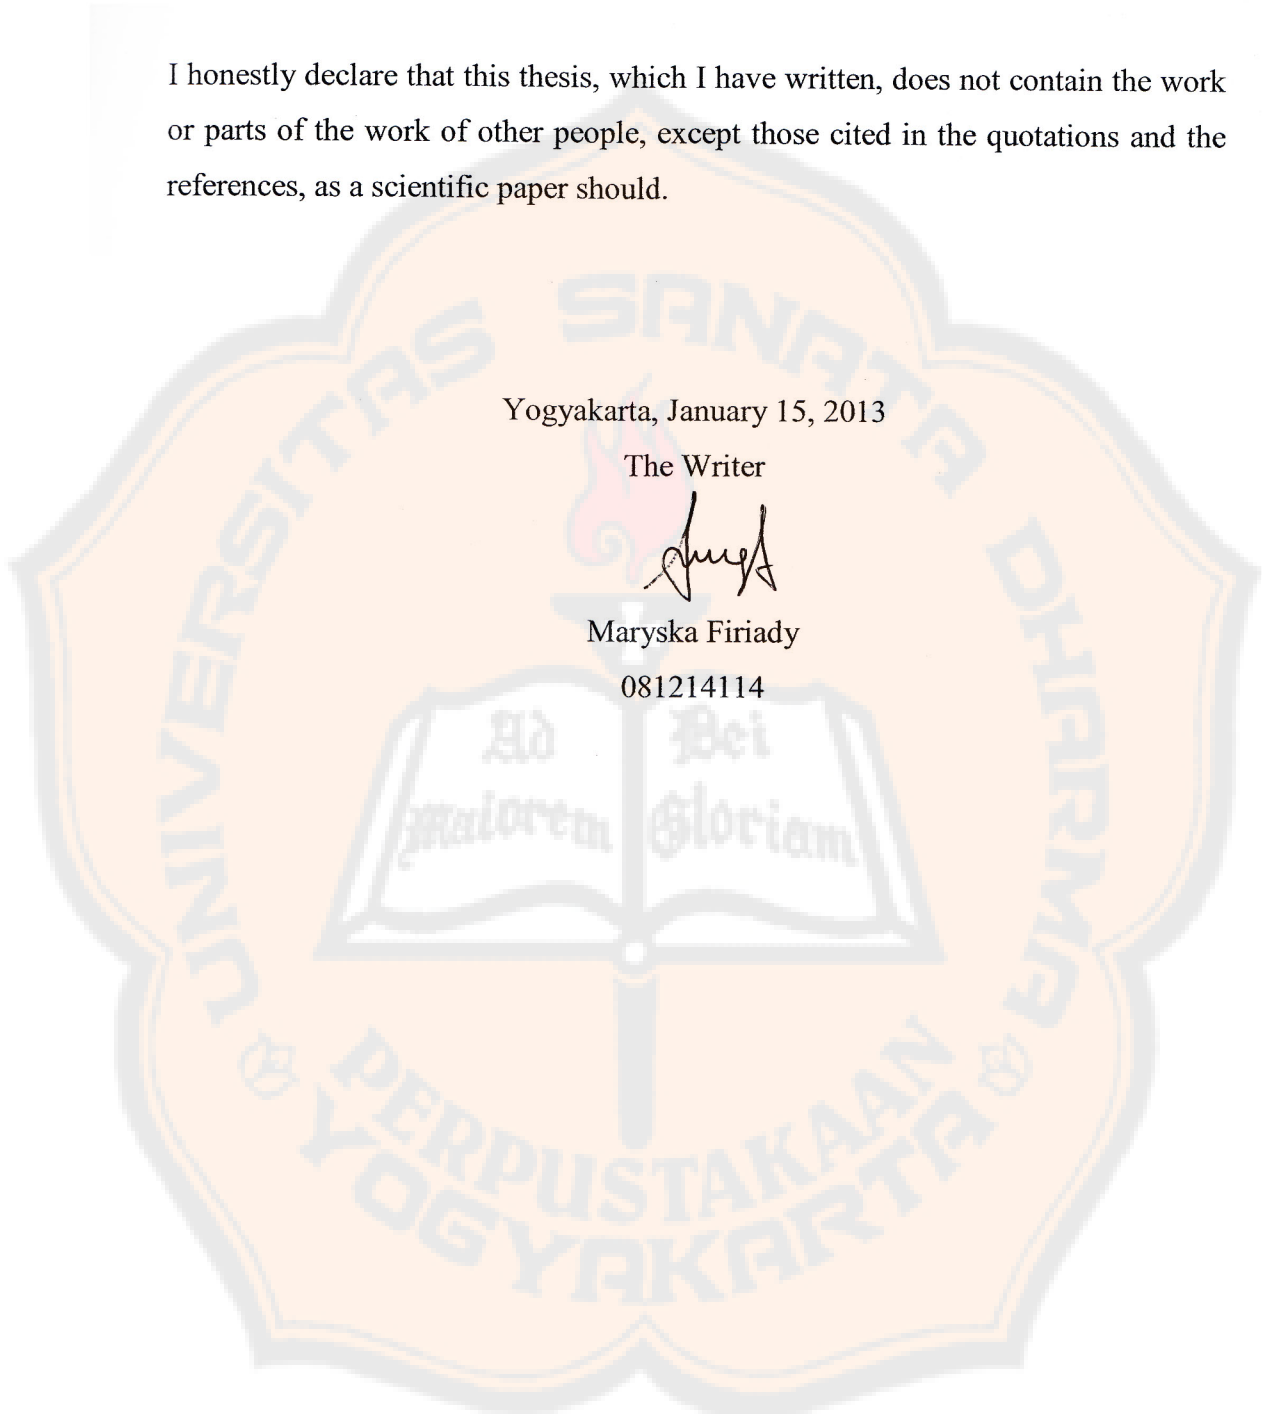 I honestly declare that this thesis, which I have written, does not contain the work
or parts of the work of other people, except those cited in the quotations and the
references, as a scientific paper should.
UNIVERSITAS SANATA DHARMA
Yogyakarta, January 15, 2013
The Writer
Maryska Firiady
081214114
Ad
Dei
Maiorem
Gloriam
PERPUSTAKAAN
YOGYAKARTA